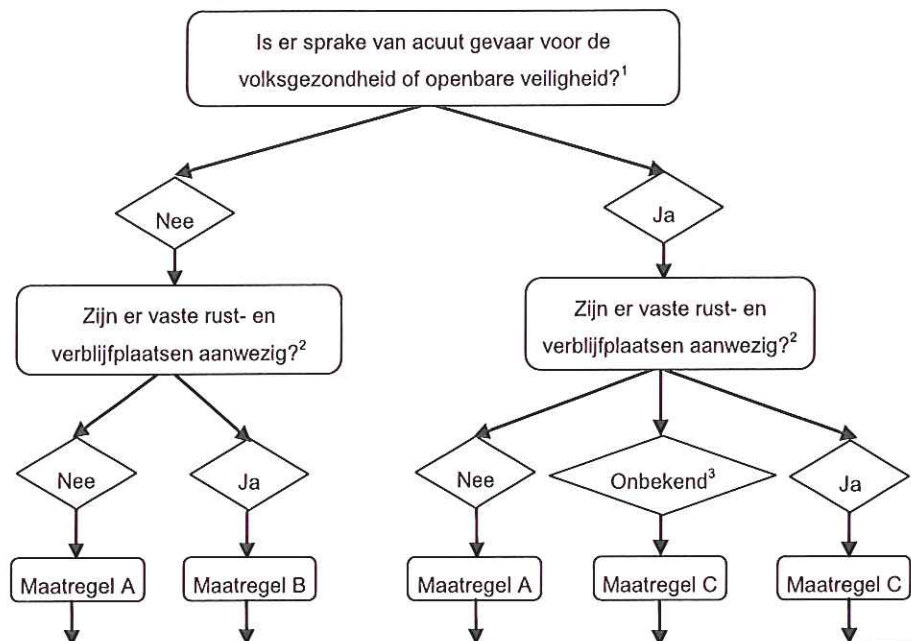 Is er sprake van acuut gevaar voor de
volksgezondheid of openbare veiligheid?¹
Nee
Ja
Zijn er vaste rust- en
verblijfplaatsen aanwezig?²
Zijn er vaste rust- en
verblijfplaatsen aanwezig?²
Nee
Ja
Nee
Onbekend³
Ja
Maatregel A
Maatregel B
Maatregel A
Maatregel C
Maatregel C